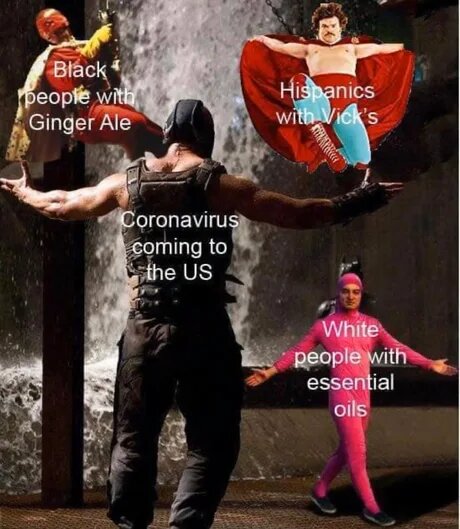 Black
people with
Ginger Ale
Hispanics
with Vick's
Coronavirus
coming to
the US
White
people with
essential
oils